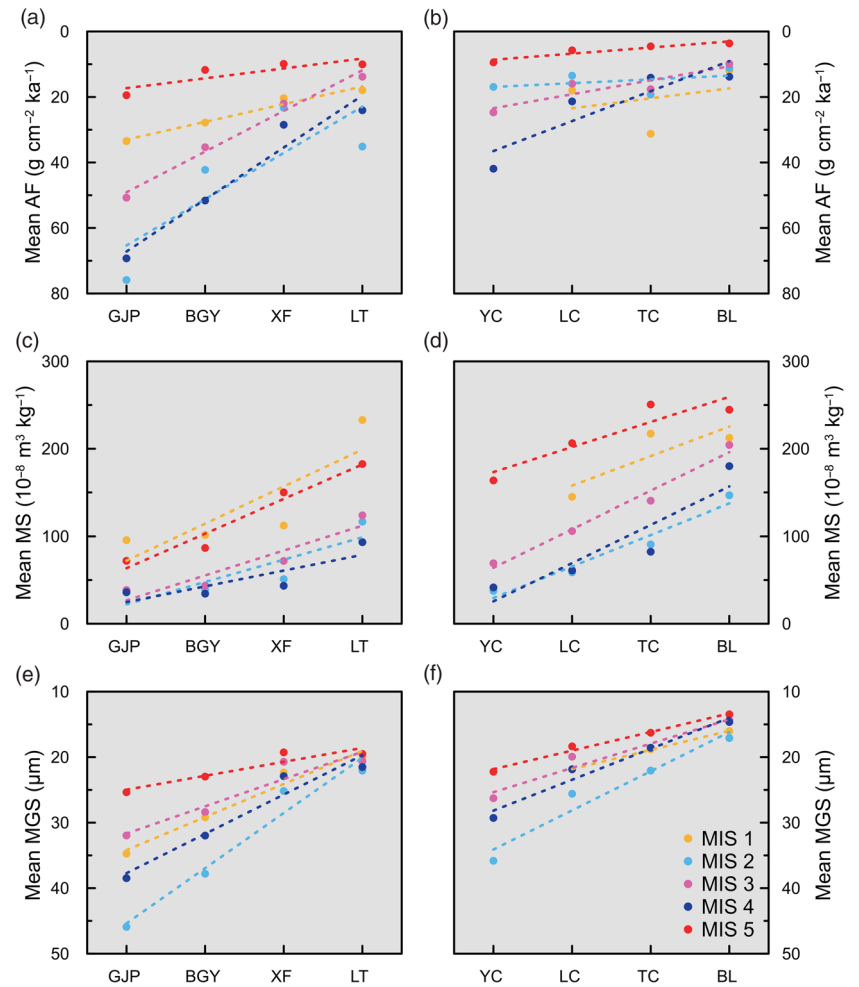 (a)
(b)
0
20
40
60
80
Mean AF (g cm⁻² ka⁻¹)
GJP BGY XF LT
YC LC TC BL
0
20
40
60
80
Mean AF (g cm⁻² ka⁻¹)
(c)
(d)
300
200
100
0
Mean MS (10⁻⁸ m³ kg⁻¹)
GJP BGY XF LT
YC LC TC BL
300
200
100
0
Mean MS (10⁻⁸ m³ kg⁻¹)
(e)
(f)
10
20
30
40
50
Mean MGS (μm)
GJP BGY XF LT
MIS 1
MIS 2
MIS 3
MIS 4
MIS 5
YC LC TC BL
10
20
30
40
50
Mean MGS (μm)